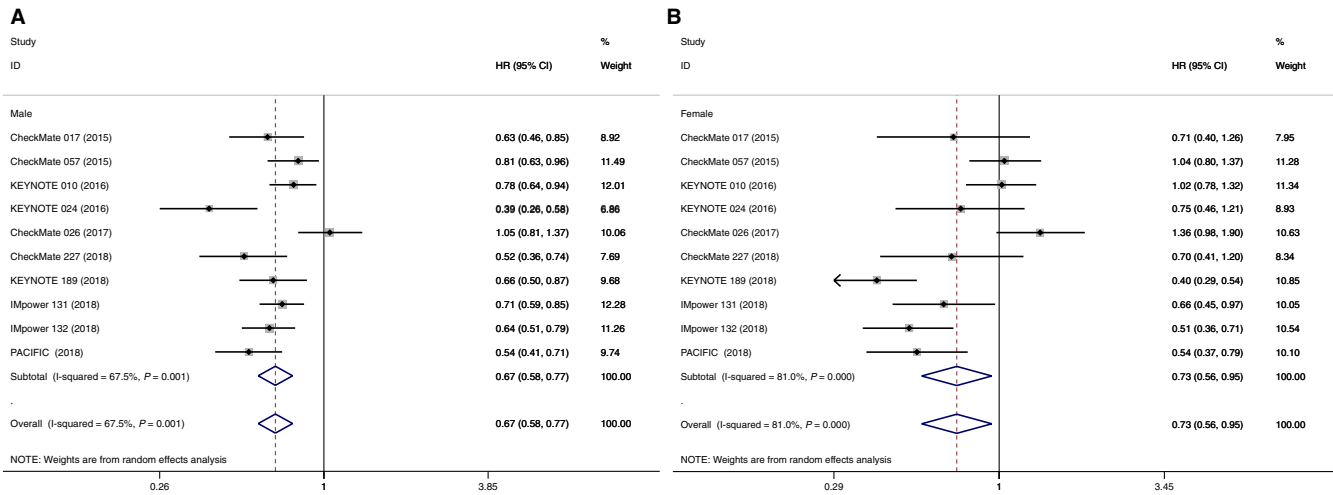 A
Study %
ID HR (95% CI) Weight
Male
CheckMate 017 (2015) 0.63 (0.46, 0.85) 8.92
CheckMate 057 (2015) 0.81 (0.63, 0.96) 11.49
KEYNOTE 010 (2016) 0.78 (0.64, 0.94) 12.01
KEYNOTE 024 (2016) 0.39 (0.26, 0.58) 6.86
CheckMate 026 (2017) 1.05 (0.81, 1.37) 10.06
CheckMate 227 (2018) 0.52 (0.36, 0.74) 7.69
KEYNOTE 189 (2018) 0.66 (0.50, 0.87) 9.68
IMpower 131 (2018) 0.71 (0.59, 0.85) 12.28
IMpower 132 (2018) 0.64 (0.51, 0.79) 11.26
PACIFIC (2018) 0.54 (0.41, 0.71) 9.74
Subtotal (I-squared = 67.5%, P = 0.001) 0.67 (0.58, 0.77) 100.00
.
Overall (I-squared = 67.5%, P = 0.001) 0.67 (0.58, 0.77) 100.00
NOTE: Weights are from random effects analysis
0.26 1 3.85
B
Study %
ID HR (95% CI) Weight
Female
CheckMate 017 (2015) 0.71 (0.40, 1.26) 7.95
CheckMate 057 (2015) 1.04 (0.80, 1.37) 11.28
KEYNOTE 010 (2016) 1.02 (0.78, 1.32) 11.34
KEYNOTE 024 (2016) 0.75 (0.46, 1.21) 8.93
CheckMate 026 (2017) 1.36 (0.98, 1.90) 10.63
CheckMate 227 (2018) 0.70 (0.41, 1.20) 8.34
KEYNOTE 189 (2018) 0.40 (0.29, 0.54) 10.85
IMpower 131 (2018) 0.66 (0.45, 0.97) 10.05
IMpower 132 (2018) 0.51 (0.36, 0.71) 10.54
PACIFIC (2018) 0.54 (0.37, 0.79) 10.10
Subtotal (I-squared = 81.0%, P = 0.000) 0.73 (0.56, 0.95) 100.00
.
Overall (I-squared = 81.0%, P = 0.000) 0.73 (0.56, 0.95) 100.00
NOTE: Weights are from random effects analysis
0.29 1 3.45